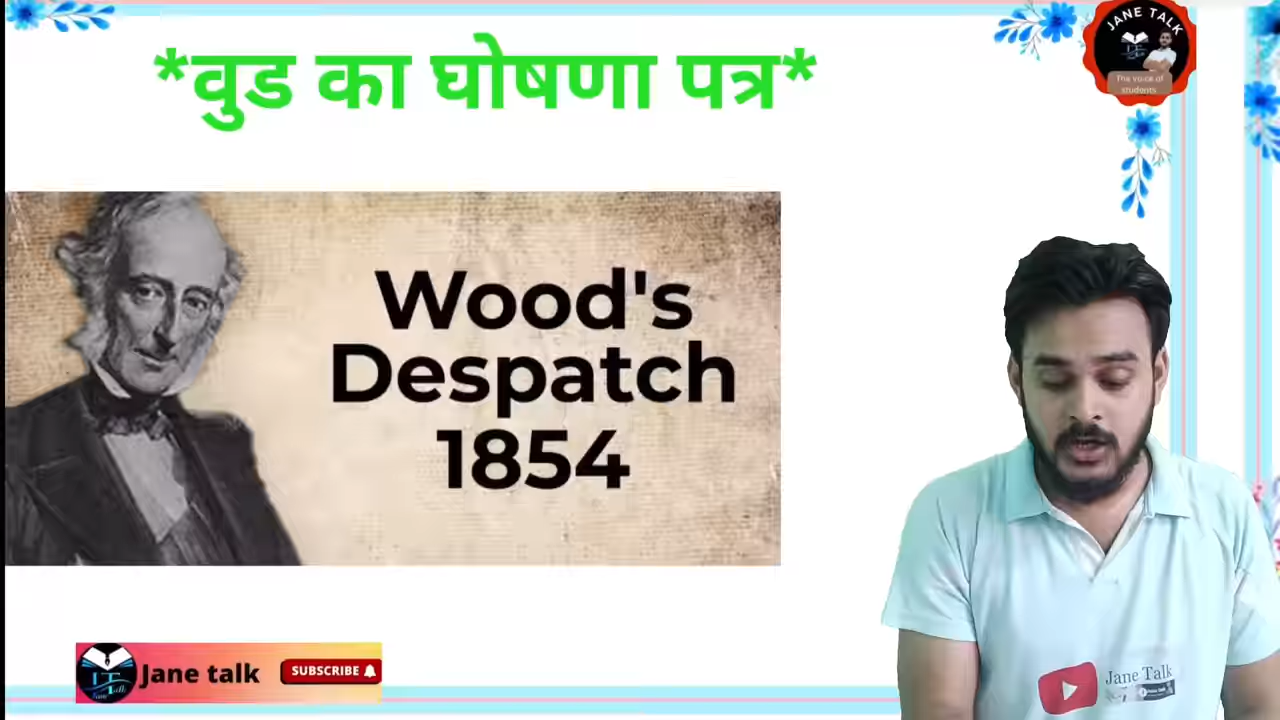 *वुड का घोषणा पत्र*
JANE TALK
The voice of
students
Wood's
Despatch
1854
Jane talk
SUBSCRIBE
Jane Talk